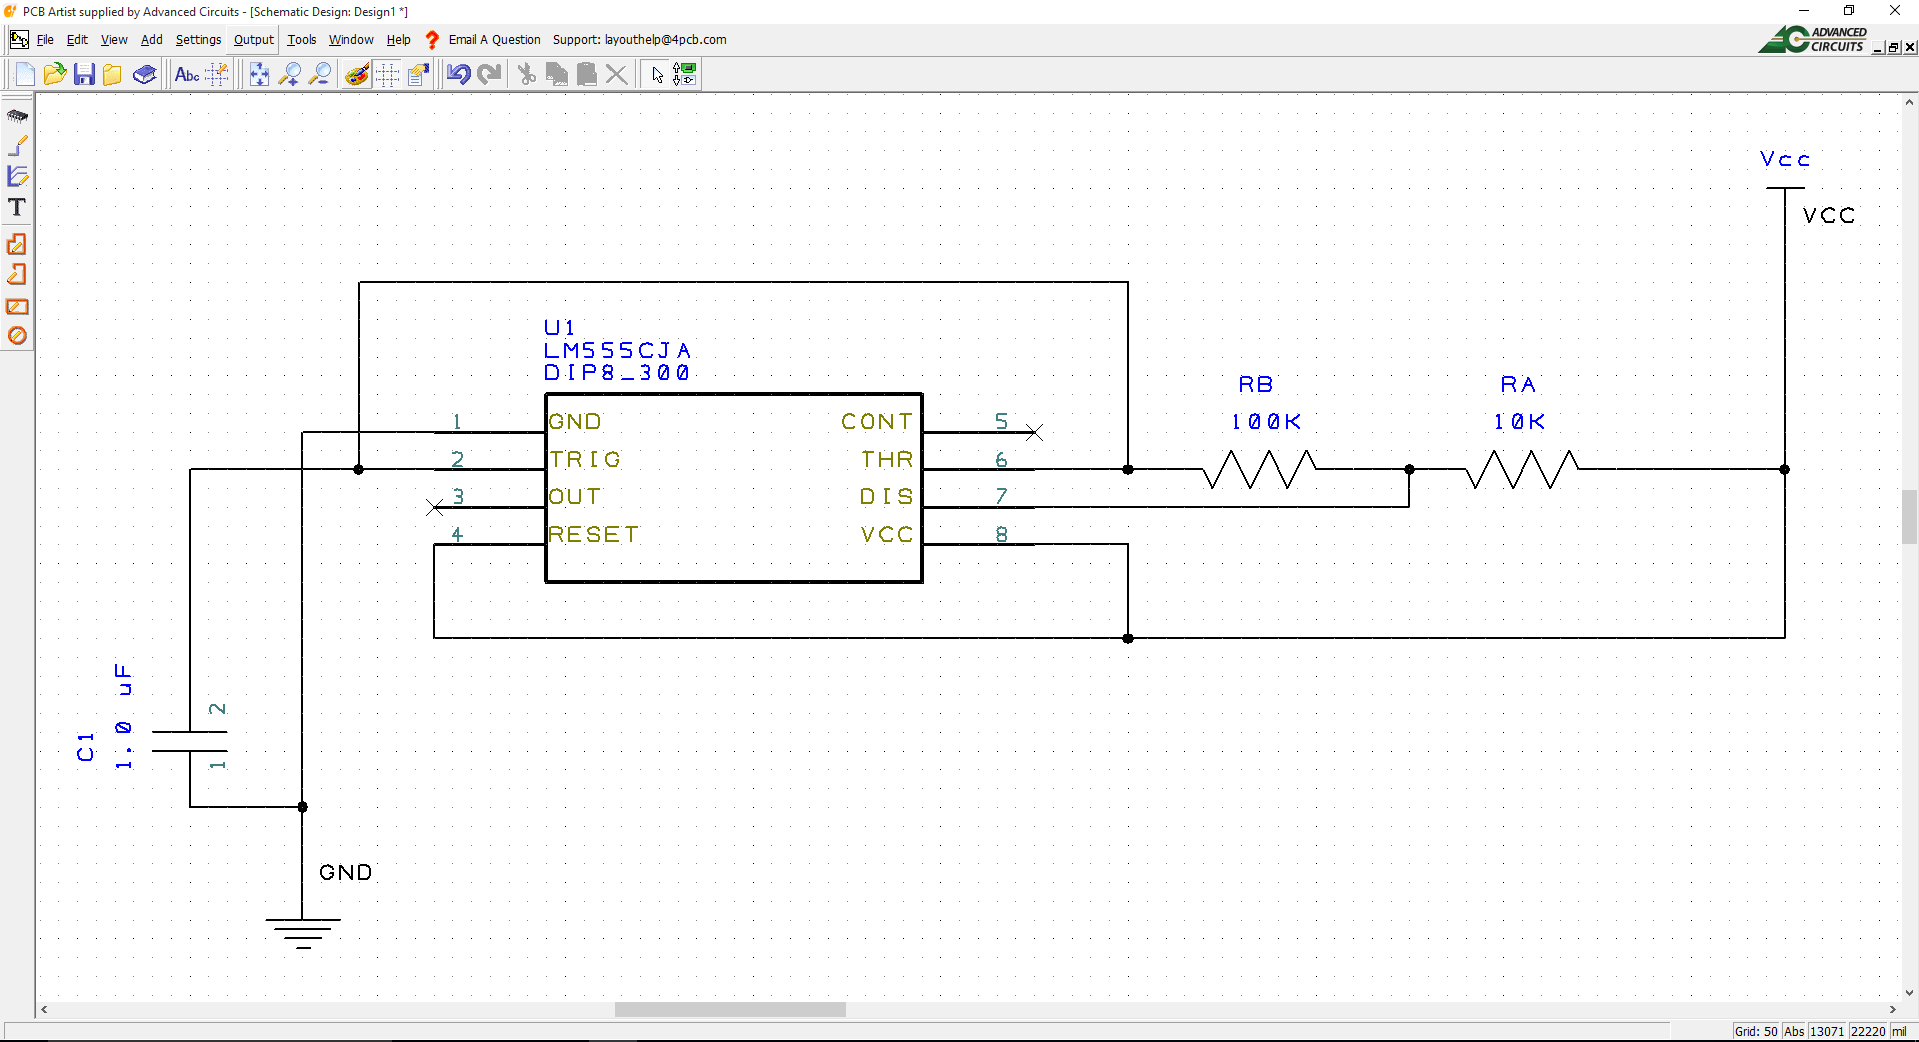 PCB Artist supplied by Advanced Circuits - [Schematic Design: Design1 *]
File Edit View Add Settings Output Tools Window Help ? Email A Question Support: layouthelp@4pcb.com
ADVANCED
CIRCUITS
Abc
T
Vcc
VCC
U1
LM555CJA
DIP8_300
RB
RA
100K
10K
1 GND CONT 5
2 TRIG THR 6
3 OUT DIS 7
4 RESET VCC 8
C1
1.0 uF
2
1
GND
Grid: 50 Abs 13071 22220 mil